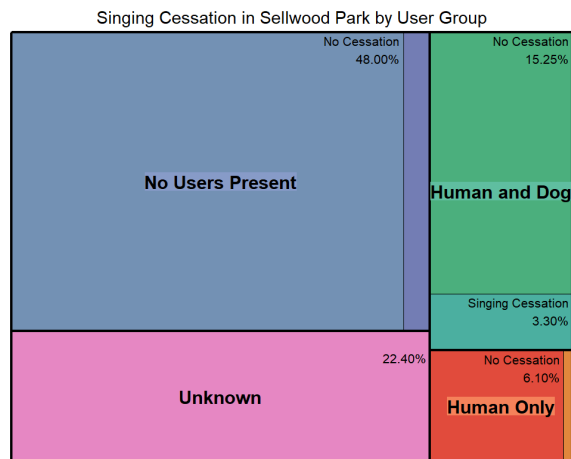 Singing Cessation in Sellwood Park by User Group
No Cessation
48.00%
No Users Present
No Cessation
15.25%
Human and Dog
Singing Cessation
3.30%
22.40%
Unknown
No Cessation
6.10%
Human Only